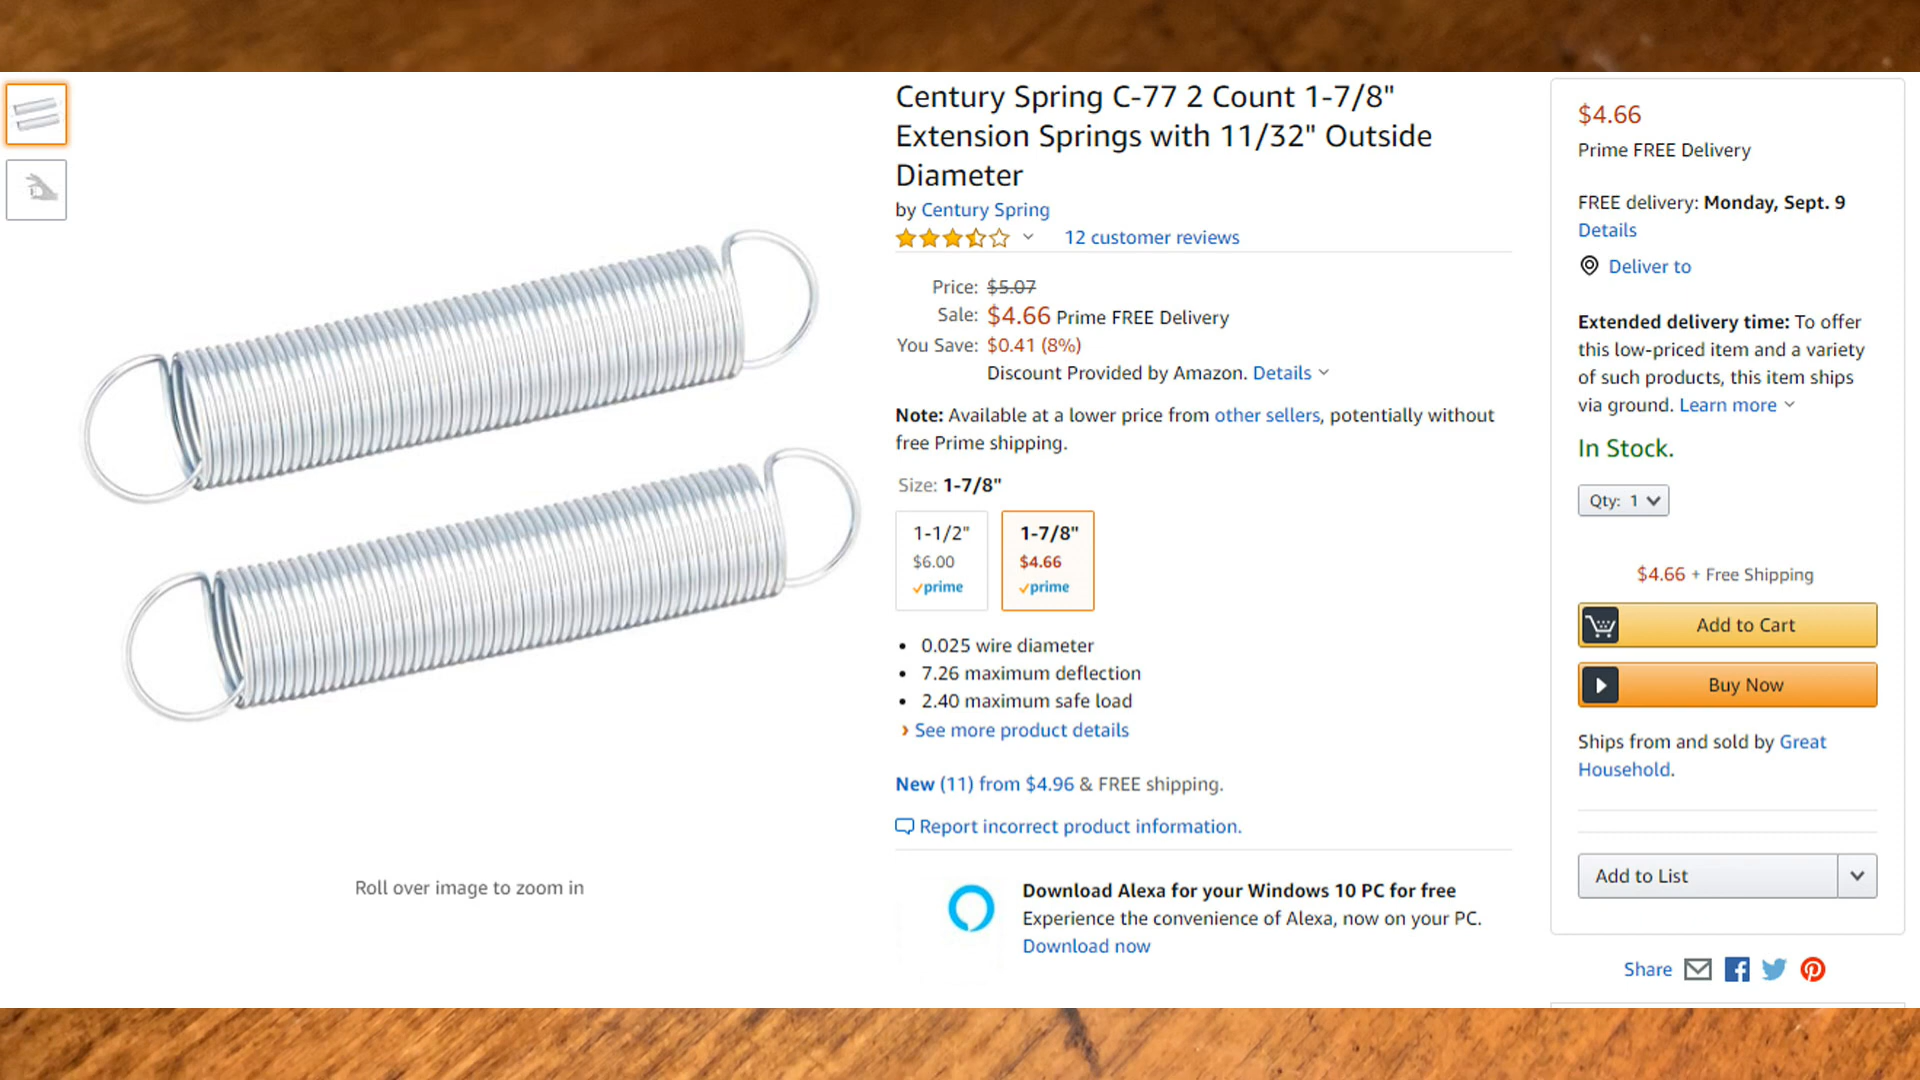 Century Spring C-77 2 Count 1-7/8"
Extension Springs with 11/32" Outside
Diameter
by Century Spring
12 customer reviews
Price: $5.07
Sale: $4.66 Prime FREE Delivery
You Save: $0.41 (8%)
Discount Provided by Amazon. Details
Note: Available at a lower price from other sellers, potentially without
free Prime shipping.
Size: 1-7/8"
1-1/2"
$6.00
prime
1-7/8"
$4.66
prime
• 0.025 wire diameter
• 7.26 maximum deflection
• 2.40 maximum safe load
› See more product details
New (11) from $4.96 & FREE shipping.
Report incorrect product information.
Roll over image to zoom in
Download Alexa for your Windows 10 PC for free
Experience the convenience of Alexa, now on your PC.
Download now
$4.66
Prime FREE Delivery
FREE delivery: Monday, Sept. 9
Details
Deliver to
Extended delivery time: To offer
this low-priced item and a variety
of such products, this item ships
via ground. Learn more
In Stock.
Qty: 1
$4.66 + Free Shipping
Add to Cart
Buy Now
Ships from and sold by Great
Household.
Add to List
Share